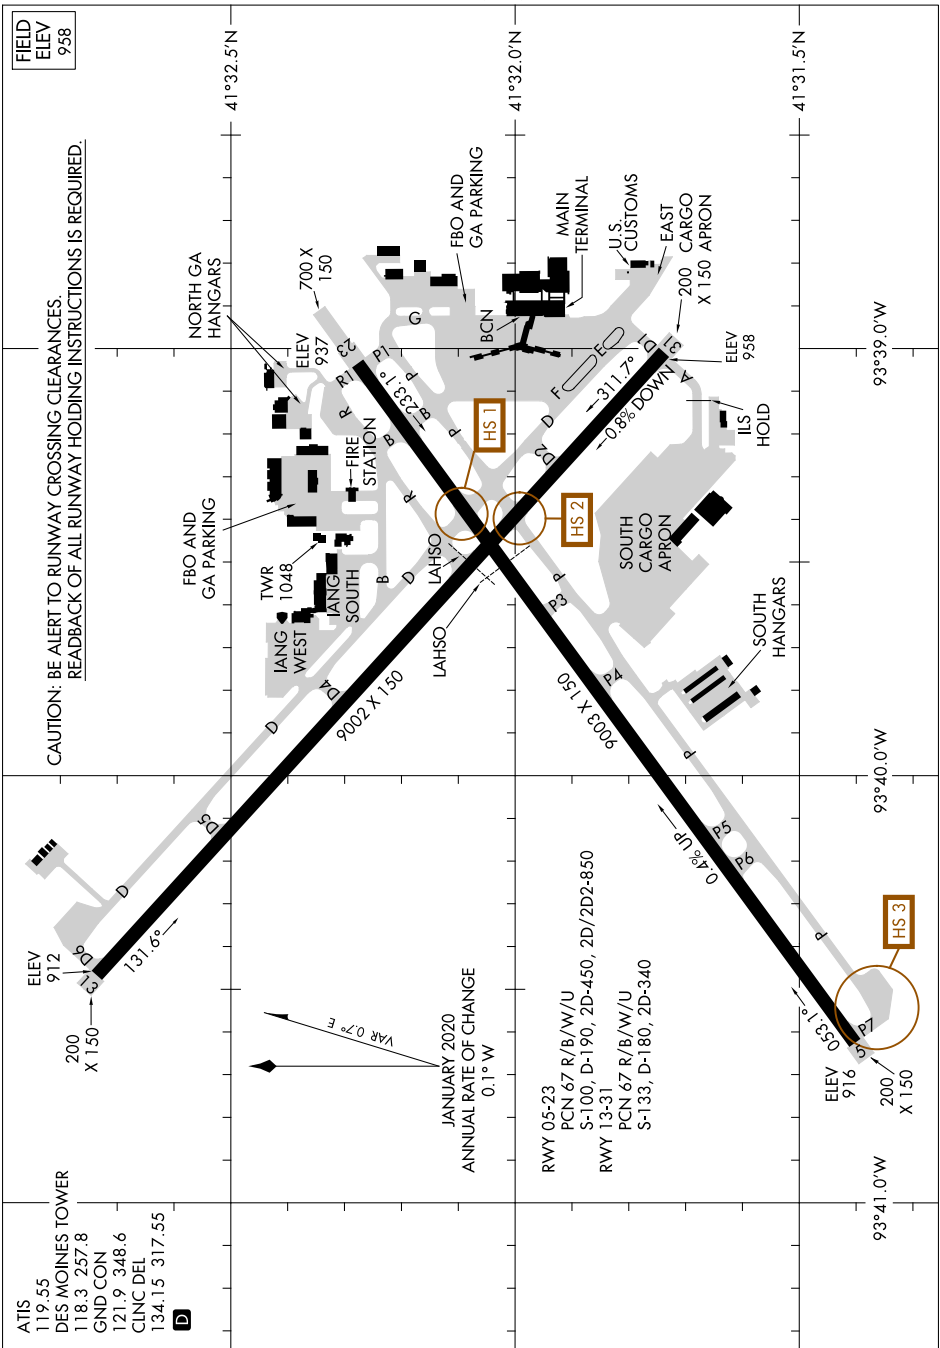 FIELD
ELEV
958
CAUTION: BE ALERT TO RUNWAY CROSSING CLEARANCES.
READBACK OF ALL RUNWAY HOLDING INSTRUCTIONS IS REQUIRED.
ATIS
119.55
DES MOINES TOWER
118.3 257.8
GND CON
121.9 348.6
CLNC DEL
134.15 317.55
D
41°32.5'N
41°32.0'N
41°31.5'N
93°39.0'W
93°40.0'W
93°41.0'W
NORTH GA
HANGARS
700 X
150
ELEV
937
23
R1
P1
G
FBO AND
GA PARKING
BCN
MAIN
TERMINAL
U.S.
CUSTOMS
EAST
CARGO
APRON
200
X 150
31
ELEV
958
D1
A
E
F
D
D2
311.7°
0.8% DOWN
ILS
HOLD
233.1°
P
B
P
R
B
R
FIRE
STATION
FBO AND
GA PARKING
TWR
1048
IANG
SOUTH
IANG
WEST
B
D
LAHSO
LAHSO
HS 1
HS 2
SOUTH
CARGO
APRON
SOUTH
HANGARS
P
P3
P4
9003 X 150
9002 X 150
D4
D
D5
D
D6
13
ELEV
912
200
X 150
131.6°
P
P5
P6
0.4% UP
P
HS 3
P7
5
053.1°
ELEV
916
200
X 150
VAR 0.7° E
JANUARY 2020
ANNUAL RATE OF CHANGE
0.1° W
RWY 05-23
PCN 67 R/B/W/U
S-100, D-190, 2D-450, 2D/2D2-850
RWY 13-31
PCN 67 R/B/W/U
S-133, D-180, 2D-340